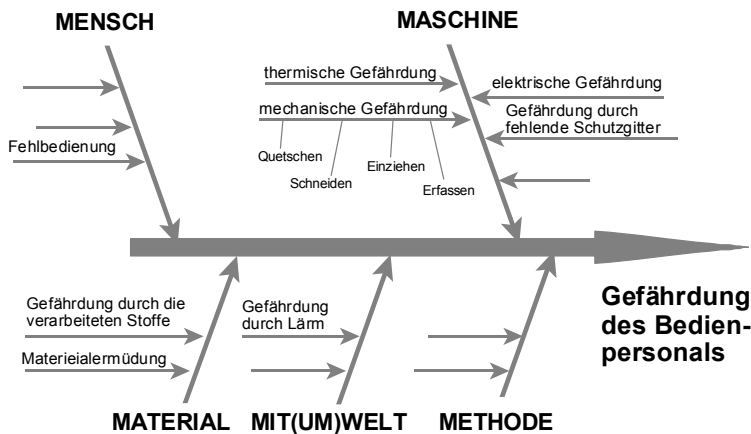 MENSCH
MASCHINE
thermische Gefährdung
elektrische Gefährdung
mechanische Gefährdung
Gefährdung durch
fehlende Schutzgitter
Fehlbedienung
Quetschen
Schneiden
Einziehen
Erfassen
Gefährdung durch die
verarbeiteten Stoffe
Materieialermüdung
Gefährdung
durch Lärm
Gefährdung
des Bedien-
personals
MATERIAL
MIT(UM)WELT
METHODE